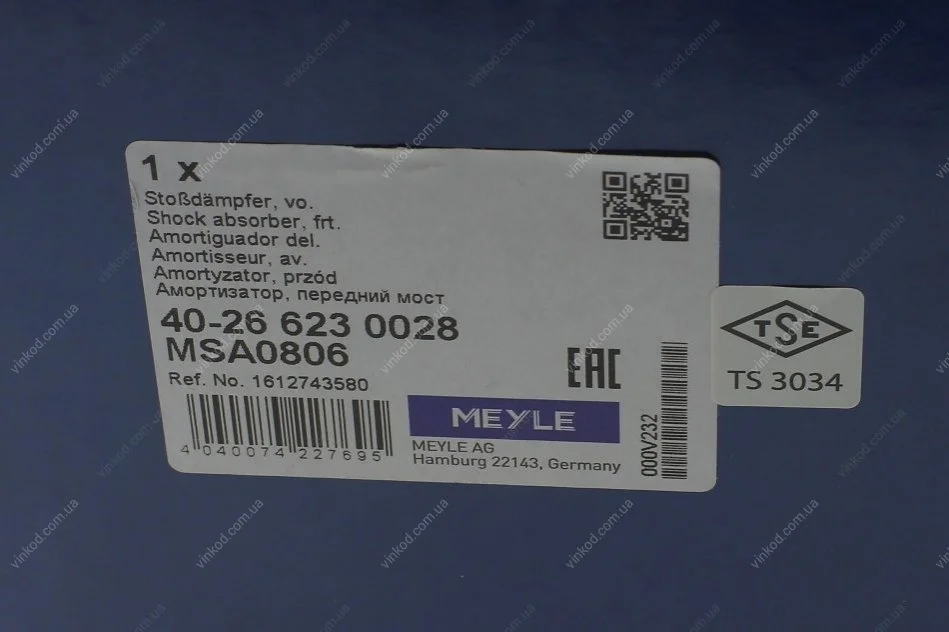 1 x
Stoßdämpfer, vo.
Shock absorber, frt.
Amortiguador del.
Amortisseur, av.
Amortyzator, przód
Амортизатор, передний мост
40-26 623 0028
MSA0806
Ref. No. 1612743580
4 040074 227695
EAC
MEYLE
MEYLE AG
Hamburg 22143, Germany
000V232
TSE
TS 3034
vinkod.com.ua